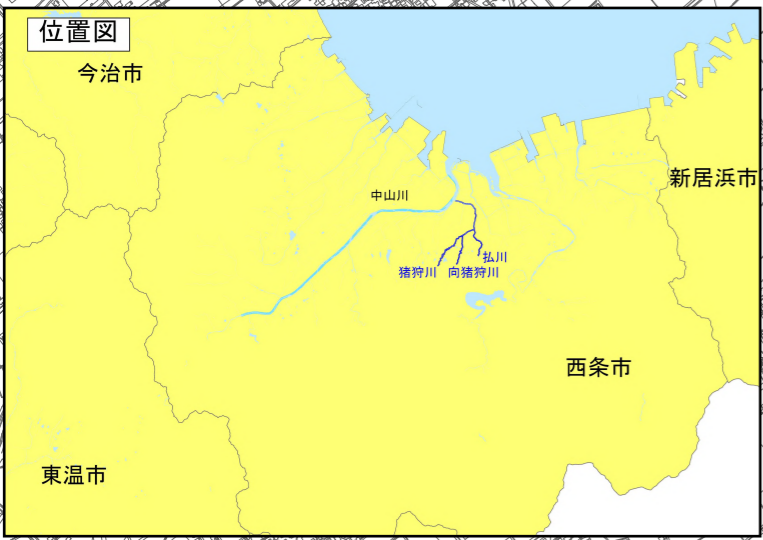 位置図
今治市
新居浜市
中山川
払川
猪狩川
向猪狩川
西条市
東温市